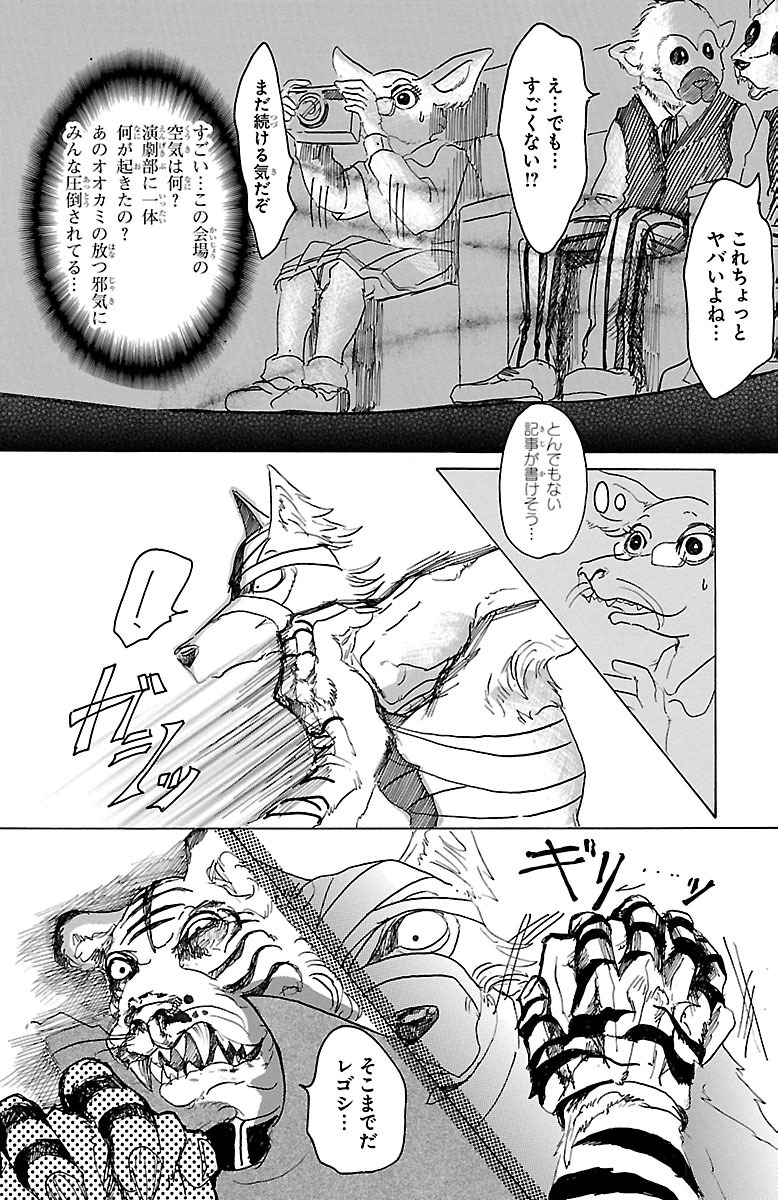 これちょっと
ヤバいよね…
え…でも…
すごくない!?
まだ続ける気だぞ
すごい…この会場の
空気は何?
演劇部に一体
何が起きたの?
あのオオカミの放つ邪気に
みんな圧倒されてる…
とんでもない
記事が書けそう…
!
ガシッ
ギリ…
そこまでだ
レゴシ…